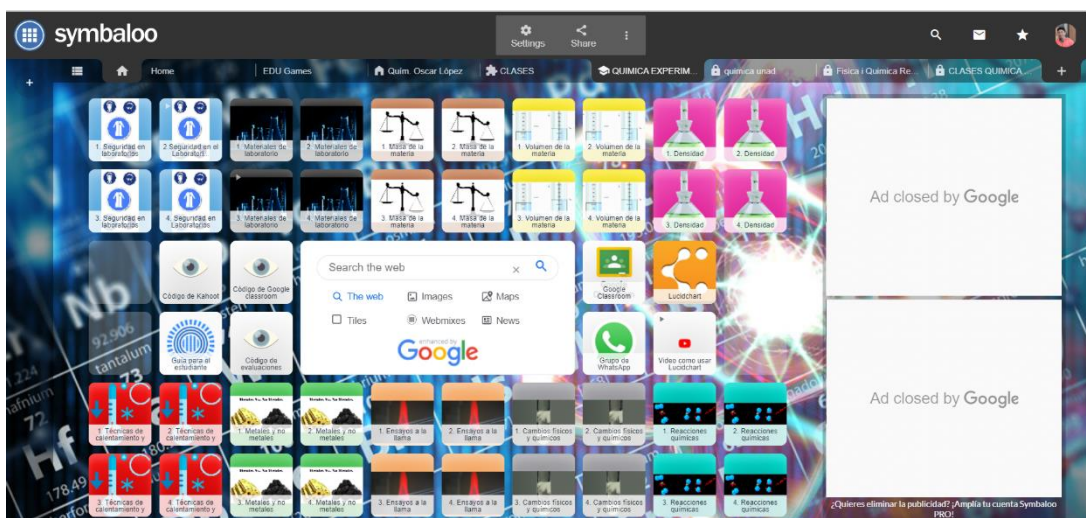 symbaloo
Settings Share
Home EDU Games Quim. Oscar López CLASES QUIMICA EXPERIM... quimica unad Fisica i Quimica Re... CLASES QUIMICA...
1. Seguridad en laboratorios
2 Seguridad en el Laboratori
1. Materiales de laboratorio
2. Materiales de laboratorio
1. Masa de la materia
2. Masa de la materia
1. Volumen de la materia
2. Volumen de la materia
1. Densidad
2. Densidad
3. Seguridad en laboratorios
4. Seguridad en Laboratorios
3. Materiales de laboratorio
4. Materiales de laboratorio
3. Masa de la materia
4. Masa de la materia
3. Volumen de la materia
4. Volumen de la materia
3. Densidad
4. Densidad
Código de Kahoot
Código de Google classroom
Search the web
The web Images Maps
Tiles Webmixes News
enhanced by
Google
Google Classroom
Lucidchart
Guía para el estudiante
Código de evaluaciones
Grupo de WhatsApp
Video como usar Lucidchart
1. Técnicas de calentamiento y
2. Técnicas de calentamiento y
1. Metales y no metales
2. Metales y no metales
1. Ensayos a la llama
2. Ensayos a la llama
1. Cambios físicos y químicos
2. Cambios físicos y químicos
1. Reacciones químicas
2. Reacciones químicas
3. Técnicas de calentamiento y
4. Técnicas de calentamiento y
3. Metales y no metales
4. Metales y no metales
3. Ensayos a la llama
4. Ensayos a la llama
3. Cambios físicos y químicos
4. Cambios físicos y químicos
3. Reacciones químicas
4. Reacciones químicas
Ad closed by Google
Ad closed by Google
¿Quieres eliminar la publicidad? ¡Amplía tu cuenta Symbaloo
PRO!
Nb
92.906
tantalum
73
180.
hafnium
72
Hf
178.49